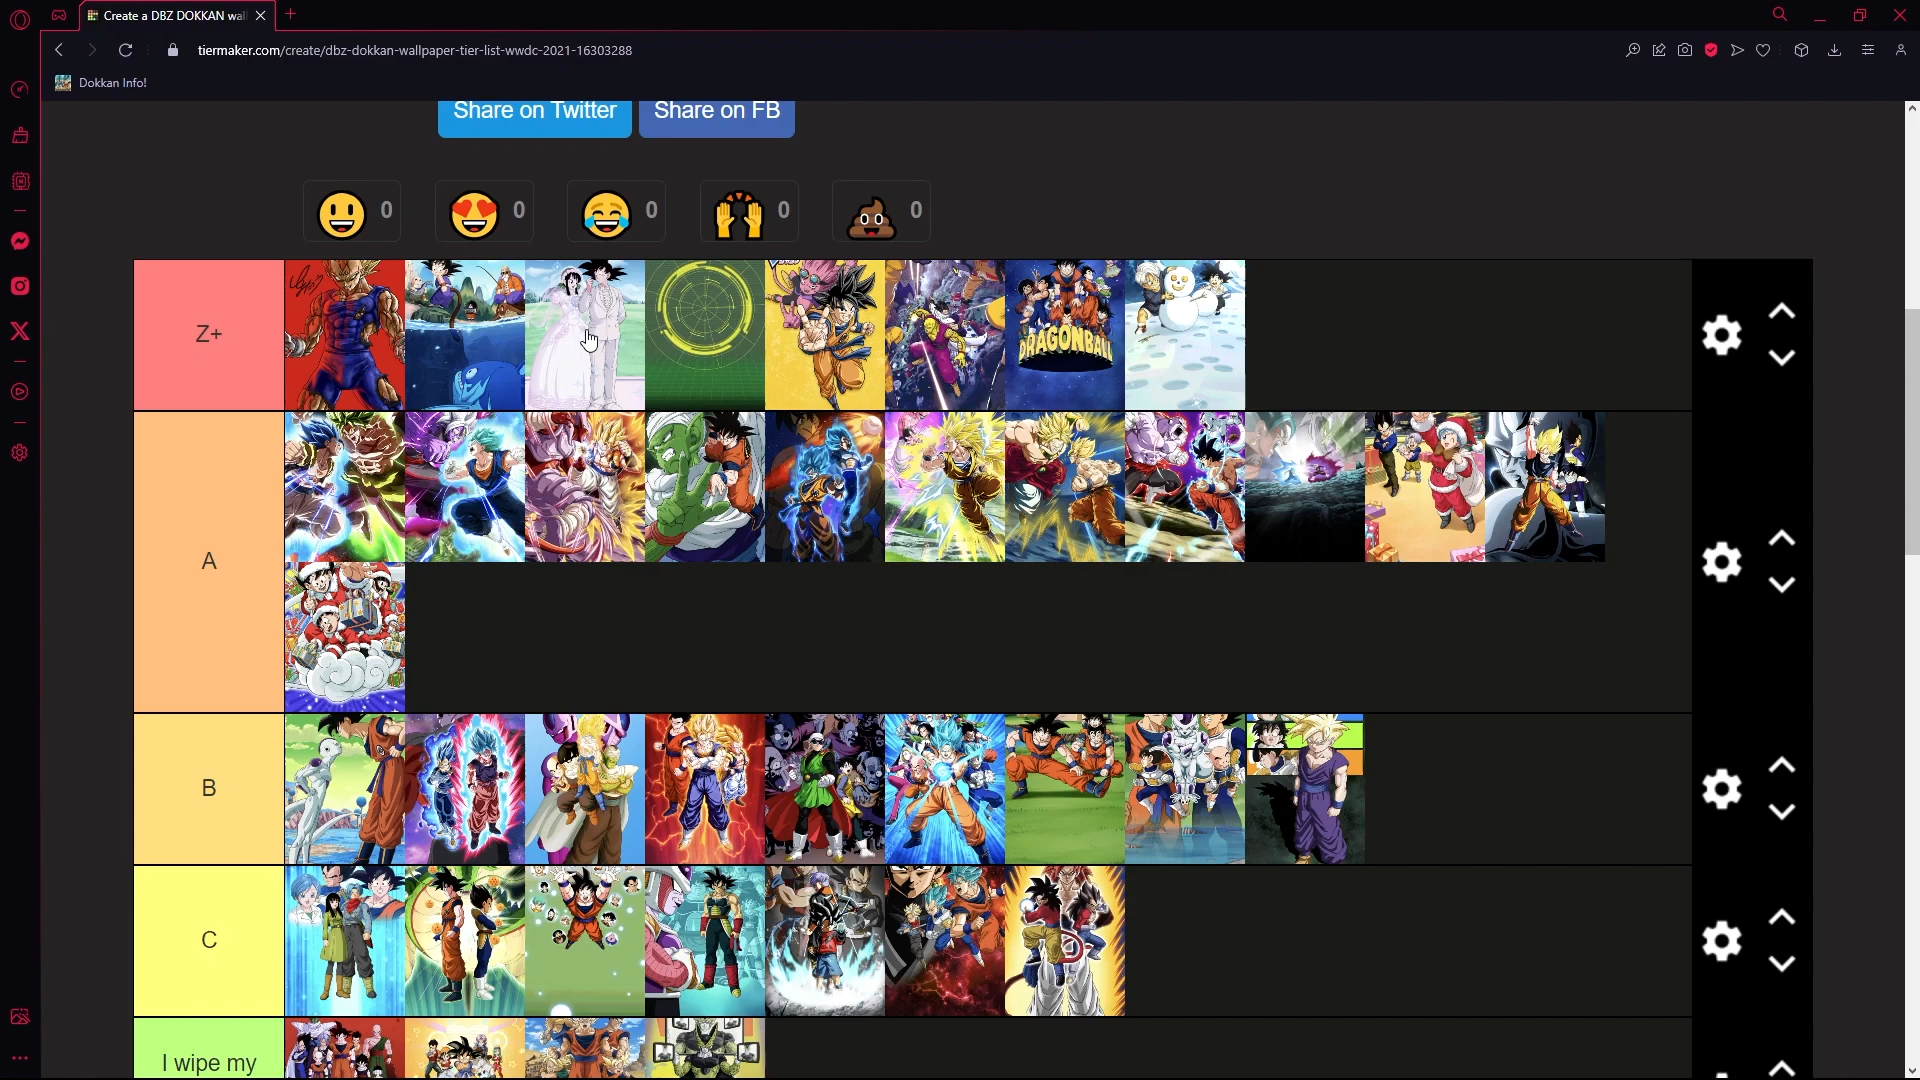 Create a DBZ DOKKAN wal
tiermaker.com/create/dbz-dokkan-wallpaper-tier-list-wwdc-2021-16303288
Dokkan Info!
Share on Twitter
Share on FB
0
0
0
0
0
Z+
DRAGONBALL
A
B
C
I wipe my